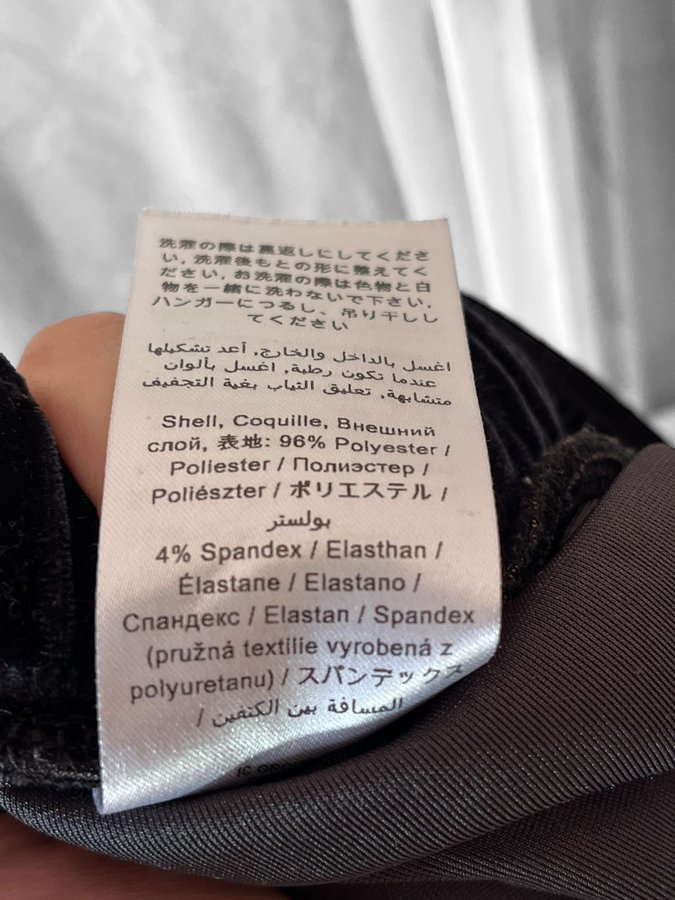 洗濯の際は裏返しにしてくださ
い, 洗濯後もとの形に整えてく
ださい, お洗濯の際は色物と白
物を一緒に洗わないで下さい,
ハンガーにつるし、吊り干しし
てください
اغسل بالداخل والخارج, أعد تشكيلها
عندما تكون رطبة, اغسل بألوان
متشابهة, تعليق الثياب بغية التجفيف
Shell, Coquille, Внешний
слой, 表地: 96% Polyester /
Poliester / Полиэстер /
Poliészter / ポリエステル /
بولستر
4% Spandex / Elasthan /
Élastane / Elastano /
Спандекс / Elastan / Spandex
(pružná textilie vyrobená z
polyuretanu) / スパンデックス
المسافة بين الكتفين /